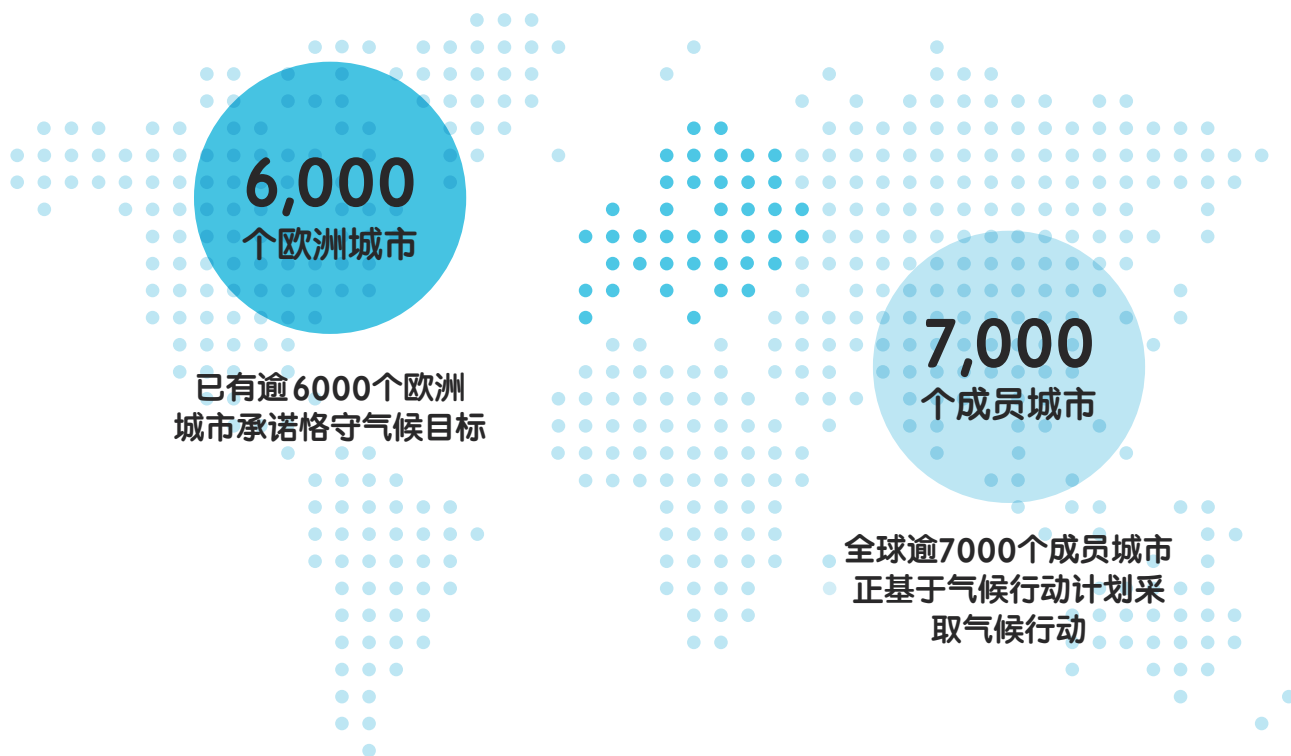 6,000
个欧洲城市
已有逾6000个欧洲
城市承诺恪守气候目标
7,000
个成员城市
全球逾7000个成员城市
正基于气候行动计划采
取气候行动